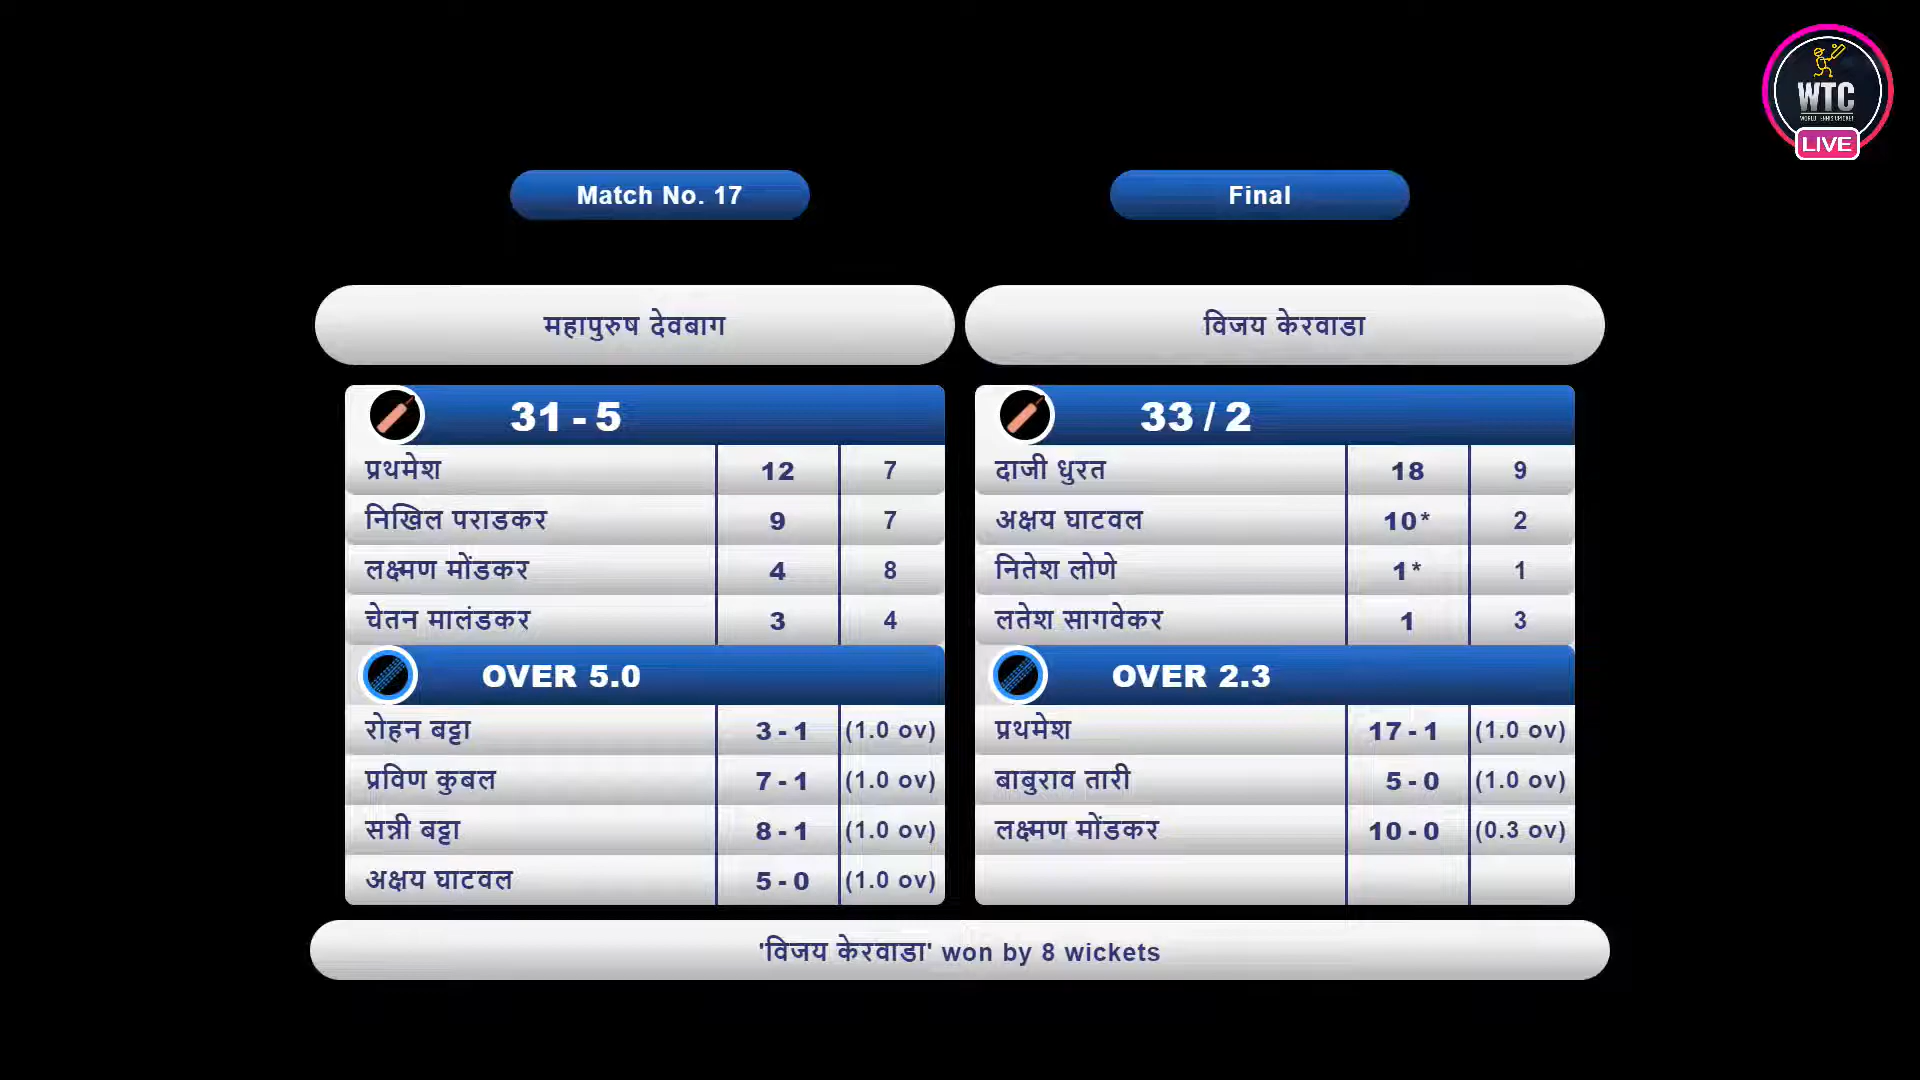 WTC
WORLD TENNIS CRICKET
LIVE
Match No. 17
Final
महापुरुष देवबाग
विजय केरवाडा
31 - 5
प्रथमेश 12 7
निखिल पराडकर 9 7
लक्ष्मण मोंडकर 4 8
चेतन मालंडकर 3 4
OVER 5.0
रोहन बट्टा 3 - 1 (1.0 ov)
प्रविण कुबल 7 - 1 (1.0 ov)
सन्नी बट्टा 8 - 1 (1.0 ov)
अक्षय घाटवल 5 - 0 (1.0 ov)
33 / 2
दाजी धुरत 18 9
अक्षय घाटवल 10* 2
नितेश लोणे 1* 1
लतेश सागवेकर 1 3
OVER 2.3
प्रथमेश 17 - 1 (1.0 ov)
बाबुराव तारी 5 - 0 (1.0 ov)
लक्ष्मण मोंडकर 10 - 0 (0.3 ov)
'विजय केरवाडा' won by 8 wickets